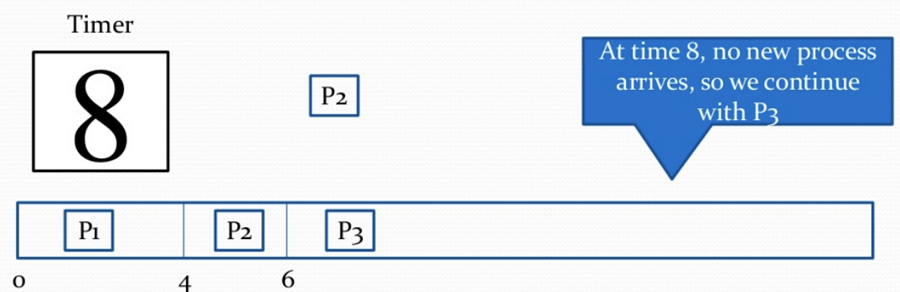 Timer
8
P2
At time 8, no new process
arrives, so we continue
with P3
P1 P2 P3
0 4 6